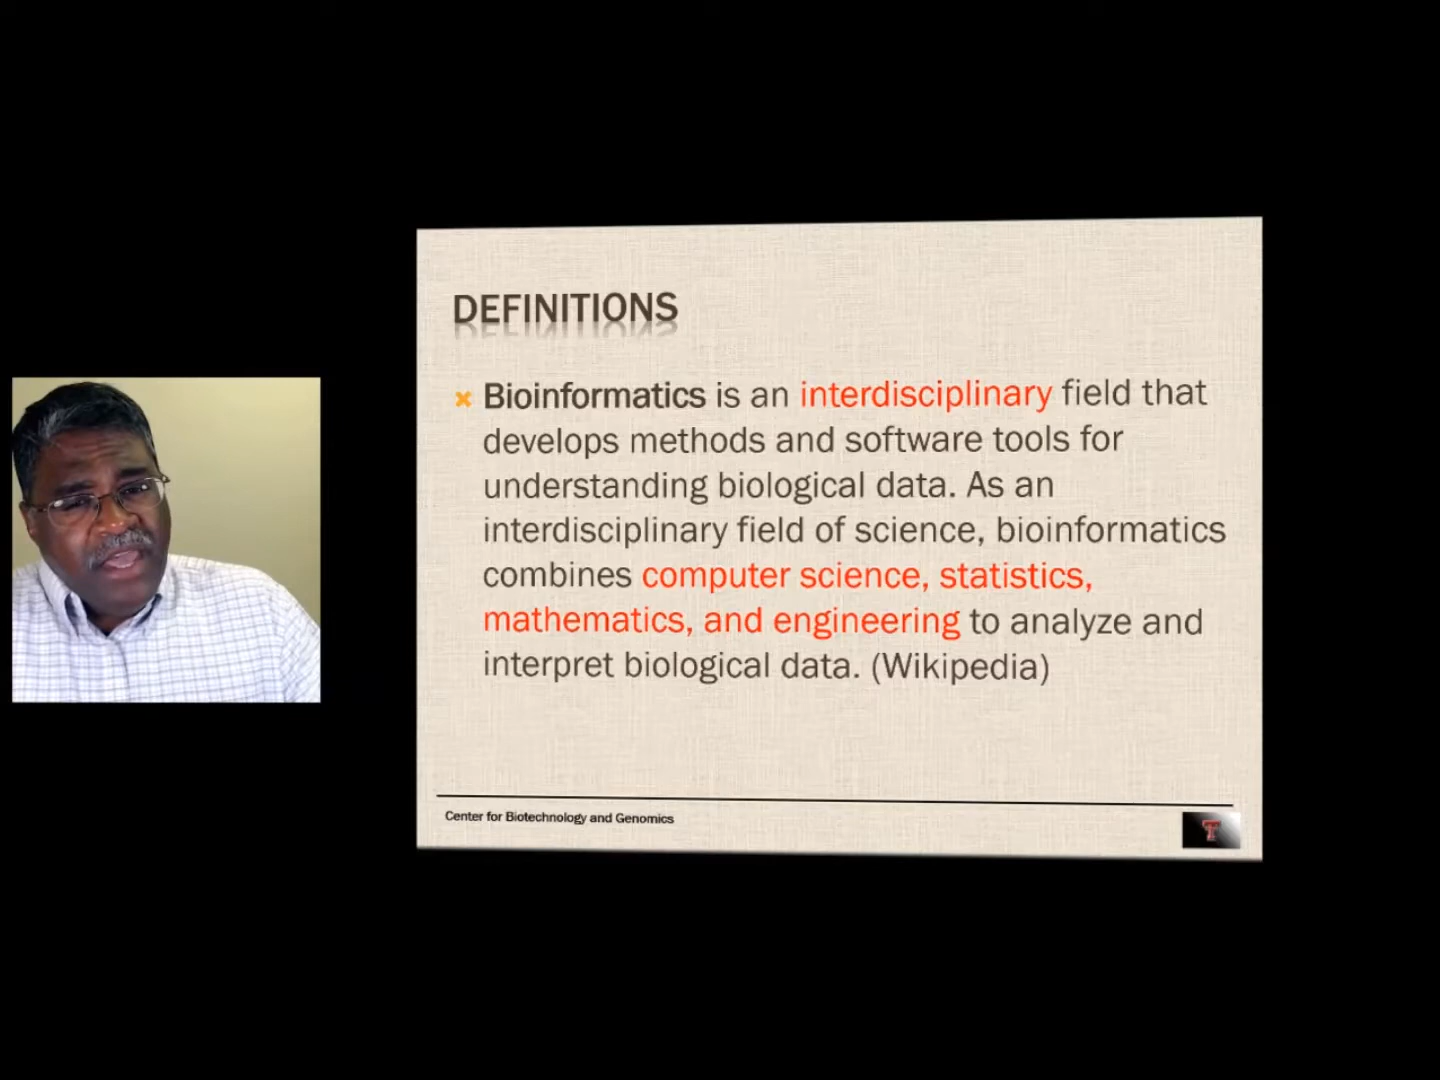 DEFINITIONS
Bioinformatics is an interdisciplinary field that
develops methods and software tools for
understanding biological data. As an
interdisciplinary field of science, bioinformatics
combines computer science, statistics,
mathematics, and engineering to analyze and
interpret biological data. (Wikipedia)
Center for Biotechnology and Genomics
T